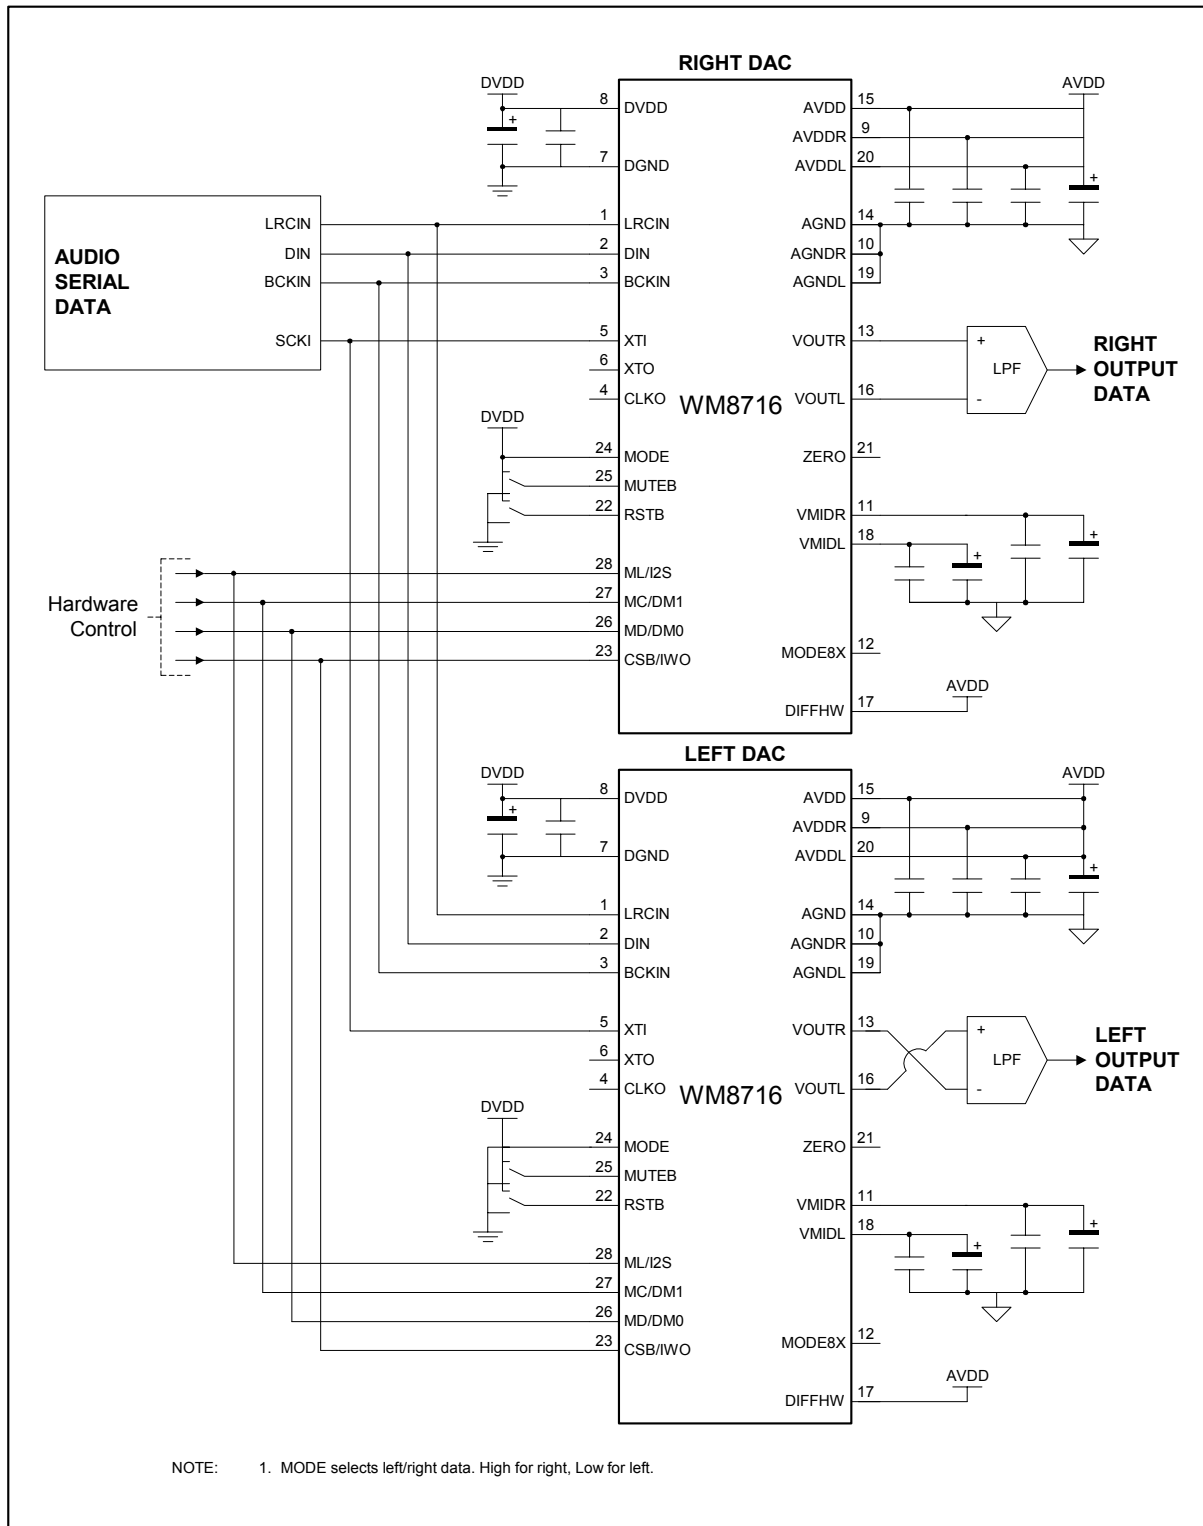 RIGHT DAC
DVDD
AVDD
8 DVDD
AVDD 15
AVDDR 9
+
7 DGND
AVDDL 20
+
AUDIO
SERIAL
DATA
LRCIN
DIN
BCKIN
SCKI
1 LRCIN
AGND 14
2 DIN
AGNDR 10
3 BCKIN
AGNDL 19
5 XTI
VOUTR 13
6 XTO
4 CLKO
VOUTL 16
+
LPF
-
RIGHT
OUTPUT
DATA
WM8716
DVDD
24 MODE
ZERO 21
25 MUTEB
22 RSTB
VMIDR 11
VMIDL 18
+
+
Hardware
Control
28 ML/I2S
27 MC/DM1
26 MD/DM0
23 CSB/IWO
MODE8X 12
AVDD
DIFFHW 17
LEFT DAC
DVDD
AVDD
8 DVDD
AVDD 15
+
AVDDR 9
7 DGND
AVDDL 20
+
1 LRCIN
AGND 14
2 DIN
AGNDR 10
3 BCKIN
AGNDL 19
5 XTI
VOUTR 13
6 XTO
4 CLKO
VOUTL 16
+
LPF
-
LEFT
OUTPUT
DATA
WM8716
DVDD
24 MODE
ZERO 21
25 MUTEB
22 RSTB
VMIDR 11
VMIDL 18
+
+
28 ML/I2S
27 MC/DM1
26 MD/DM0
23 CSB/IWO
MODE8X 12
AVDD
DIFFHW 17
NOTE: 1. MODE selects left/right data. High for right, Low for left.